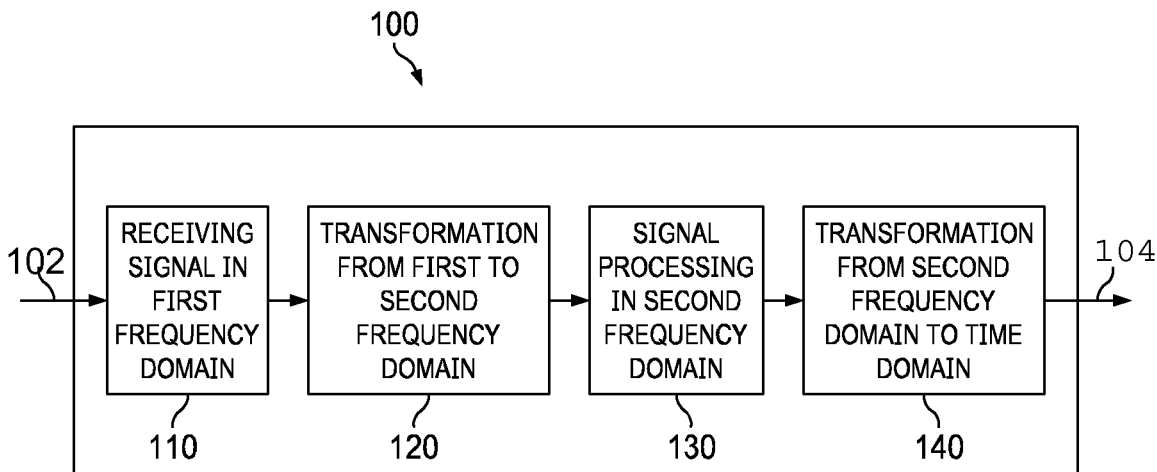 100
102
RECEIVING
SIGNAL IN
FIRST
FREQUENCY
DOMAIN
110
TRANSFORMATION
FROM FIRST TO
SECOND
FREQUENCY
DOMAIN
120
SIGNAL
PROCESSING
IN SECOND
FREQUENCY
DOMAIN
130
TRANSFORMATION
FROM SECOND
FREQUENCY
DOMAIN TO TIME
DOMAIN
140
104